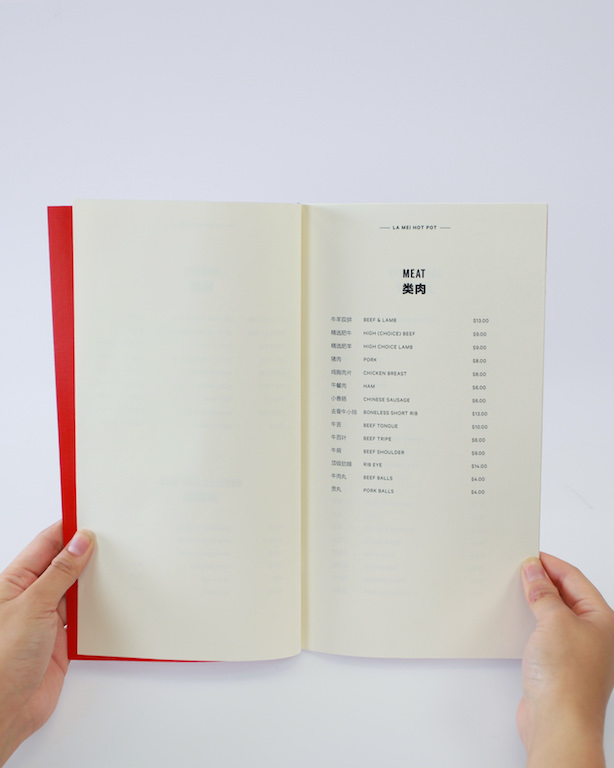 LA MEI HOT POT
MEAT
类肉
BEEF & LAMB $13.00
精选肥牛 HIGH (CHOICE) BEEF $9.00
精选肥羊 HIGH CHOICE LAMB $9.00
猪肉 PORK $8.00
鸡胸肉片 CHICKEN BREAST $8.00
牛餐肉 HAM $6.00
小香肠 CHINESE SAUSAGE $6.00
去骨牛小排 BONELESS SHORT RIB $13.00
牛舌 BEEF TONGUE $10.00
牛百叶 BEEF TRIPE $6.00
牛肩 BEEF SHOULDER $9.00
顶级肋眼 RIB EYE $14.00
牛肉丸 BEEF BALLS $4.00
贡丸 PORK BALLS $4.00